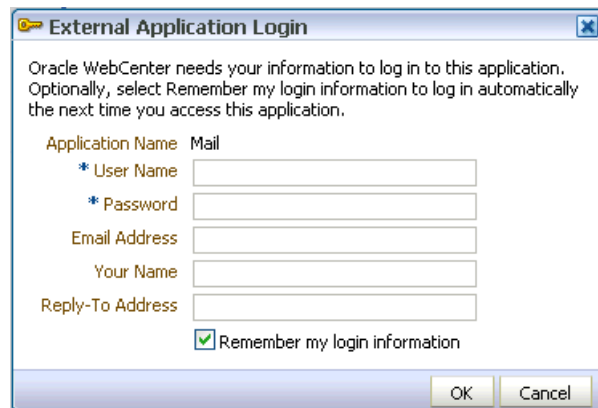 External Application Login
Oracle WebCenter needs your information to log in to this application.
Optionally, select Remember my login information to log in automatically
the next time you access this application.
Application Name Mail
* User Name
* Password
Email Address
Your Name
Reply-To Address
Remember my login information
OK Cancel